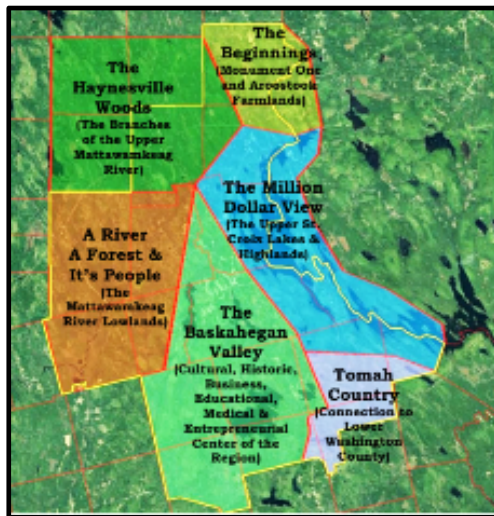 The
Beginnings
(Monument One
and Aroostook
Farmlands)
The
Haynesville
Woods
(The Branches
of the Upper
Mattawamkeag
River)
The Million
Dollar View
(The Upper St.
Croix Lakes &
Highlands)
A River
A Forest &
It's People
(The
Mattawamkeag
River Lowlands)
The
Baskahegan
Valley
(Cultural, Historic,
Business,
Educational,
Medical &
Entrepreneurial
Center of the
Region)
Tomah
Country
(Connection to
Lower
Washington
County)